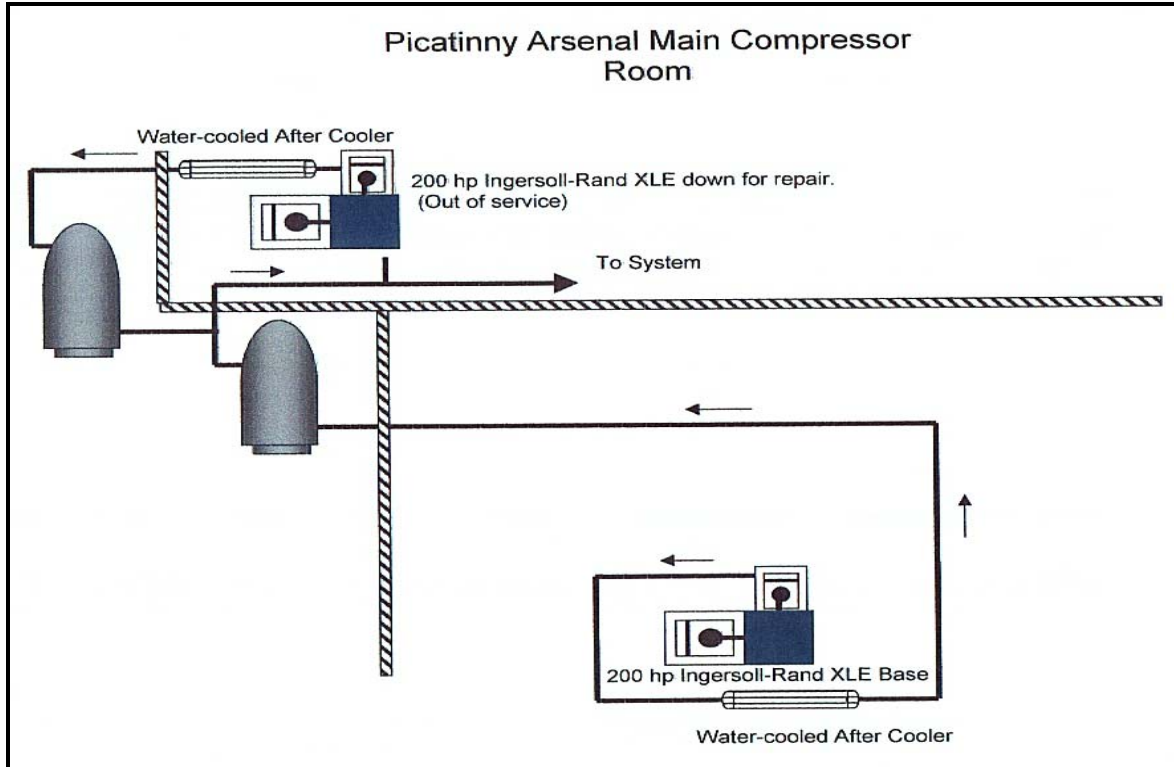 Picatinny Arsenal Main Compressor
Room
Water-cooled After Cooler
200 hp Ingersoll-Rand XLE down for repair.
(Out of service)
To System
200 hp Ingersoll-Rand XLE Base
Water-cooled After Cooler